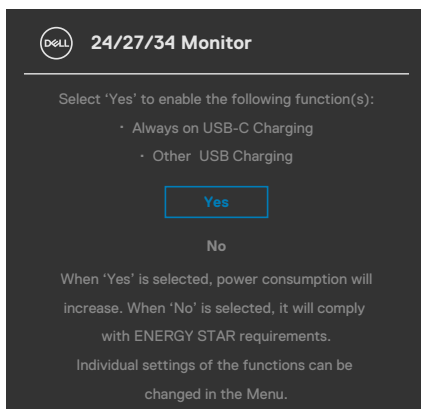 DELL
24/27/34 Monitor
Select ‘Yes’ to enable the following function(s):
· Always on USB-C Charging
· Other USB Charging
Yes
No
When ‘Yes’ is selected, power consumption will
increase. When ‘No’ is selected, it will comply
with ENERGY STAR requirements.
Individual settings of the functions can be
changed in the Menu.